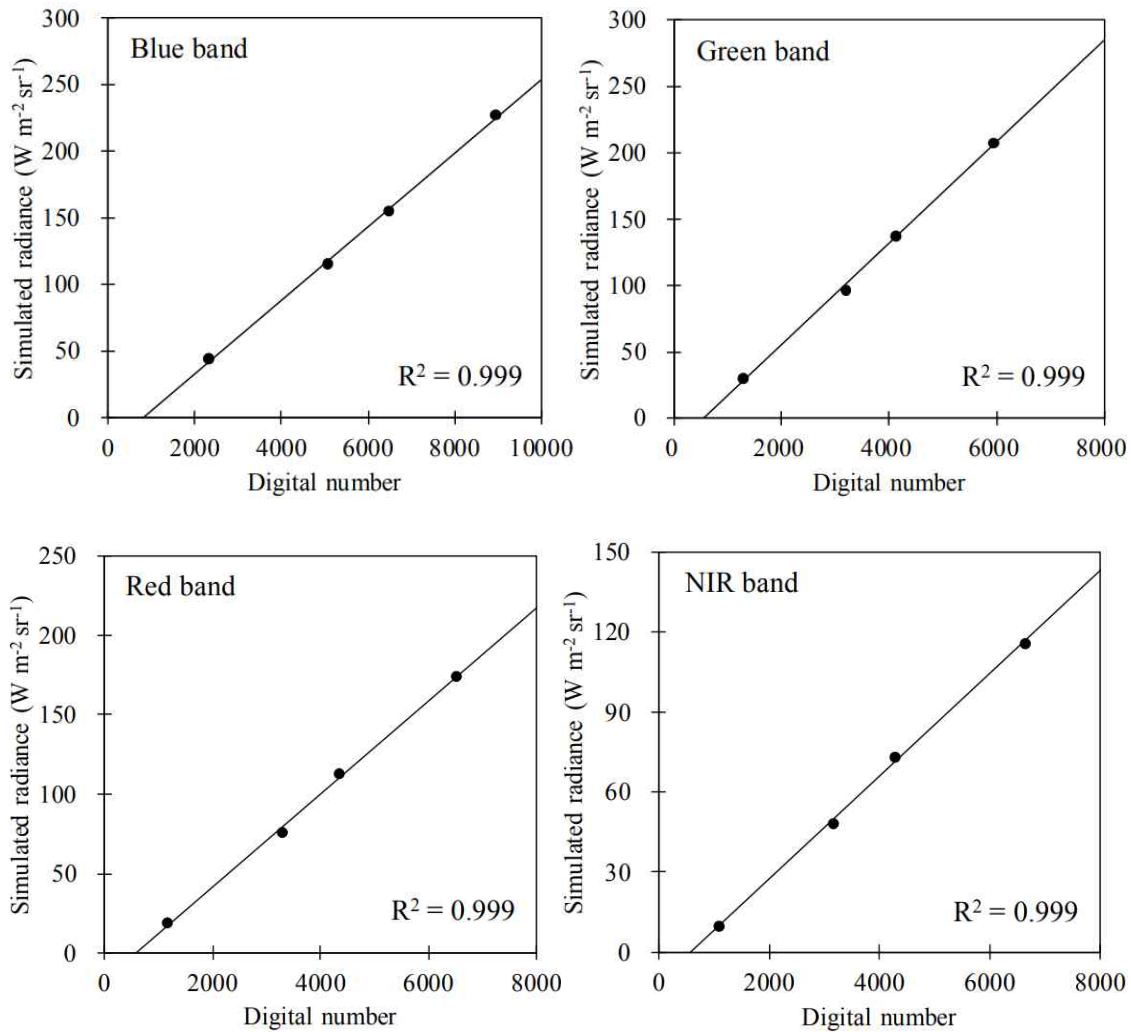 Blue band
Simulated radiance (W m-2 sr-1)
300
250
200
150
100
50
0
R2 = 0.999
0 2000 4000 6000 8000 10000
Digital number
Green band
Simulated radiance (W m-2 sr-1)
300
250
200
150
100
50
0
R2 = 0.999
0 2000 4000 6000 8000
Digital number
Red band
Simulated radiance (W m-2 sr-1)
250
200
150
100
50
0
R2 = 0.999
0 2000 4000 6000 8000
Digital number
NIR band
Simulated radiance (W m-2 sr-1)
150
120
90
60
30
0
R2 = 0.999
0 2000 4000 6000 8000
Digital number